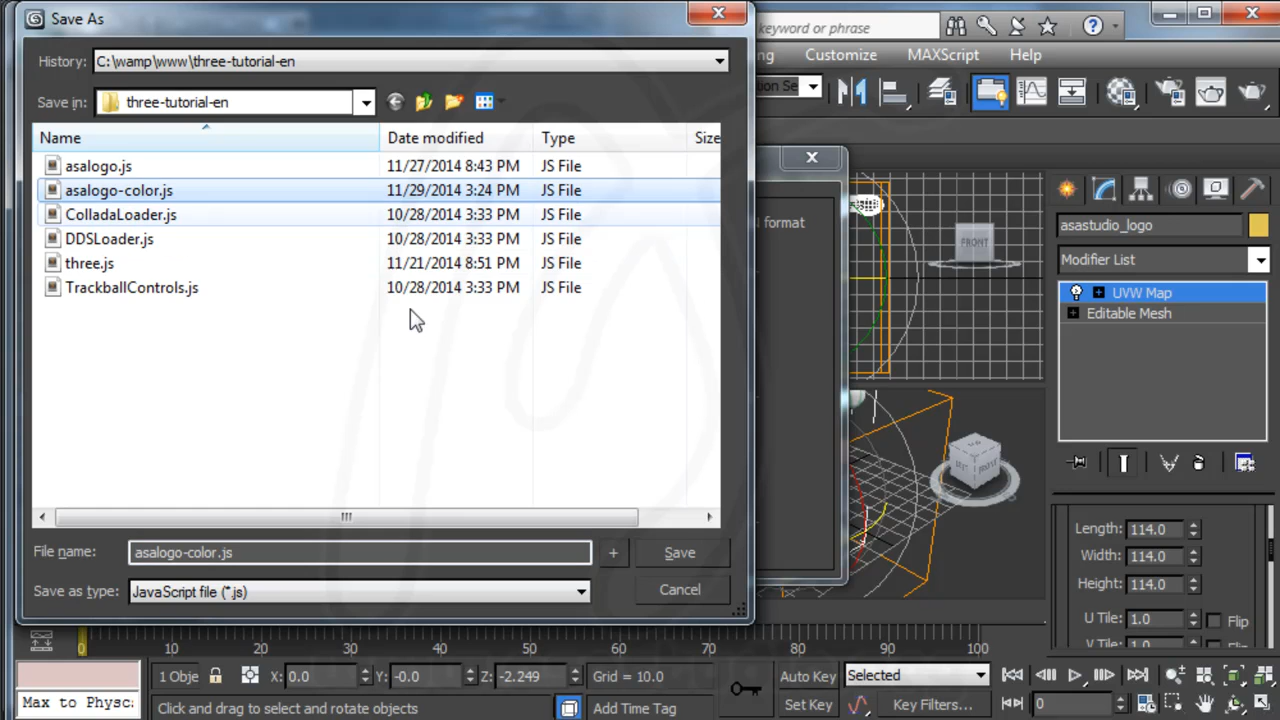 Save As
keyword or phrase
History: C:\wamp\www\three-tutorial-en
ng Customize MAXScript Help
Save in: three-tutorial-en
on Se
Name Date modified Type Size
asalogo.js 11/27/2014 8:43 PM JS File
asalogo-color.js 11/29/2014 3:24 PM JS File
ColladaLoader.js 10/28/2014 3:33 PM JS File
DDSLoader.js 10/28/2014 3:33 PM JS File
three.js 11/21/2014 8:51 PM JS File
TrackballControls.js 10/28/2014 3:33 PM JS File
format
FRONT
asastudio_logo
Modifier List
UVW Map
Editable Mesh
File name: asalogo-color.js + Save
Save as type: JavaScript file (*.js) Cancel
Length: 114.0
Width: 114.0
Height: 114.0
U Tile: 1.0 Flip
V Tile: 1.0 Flip
0 10 20 30 40 50 60 70 80 90 100
1 Obje X: 0.0 Y: -0.0 Z: -2.249 Grid = 10.0 Auto Key Selected
Max to Physc: Click and drag to select and rotate objects Add Time Tag Set Key Key Filters... 0